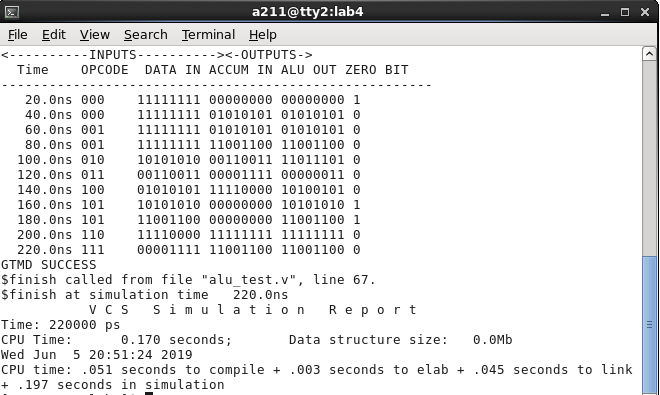 a211@tty2:lab4
File Edit View Search Terminal Help
<----------INPUTS----------><-OUTPUTS->
Time OPCODE DATA IN ACCUM IN ALU OUT ZERO BIT
------------------------------------------------------
20.0ns 000 11111111 00000000 00000000 1
40.0ns 000 11111111 01010101 01010101 0
60.0ns 001 11111111 01010101 01010101 0
80.0ns 001 11111111 11001100 11001100 0
100.0ns 010 10101010 00110011 11011101 0
120.0ns 011 00110011 00001111 00000011 0
140.0ns 100 01010101 11110000 10100101 0
160.0ns 101 10101010 00000000 10101010 1
180.0ns 101 11001100 00000000 11001100 1
200.0ns 110 11110000 11111111 11111111 0
220.0ns 111 00001111 11001100 11001100 0
GTMD SUCCESS
$finish called from file "alu_test.v", line 67.
$finish at simulation time 220.0ns
V C S S i m u l a t i o n R e p o r t
Time: 220000 ps
CPU Time: 0.170 seconds; Data structure size: 0.0Mb
Wed Jun 5 20:51:24 2019
CPU time: .051 seconds to compile + .003 seconds to elab + .045 seconds to link
+ .197 seconds in simulation